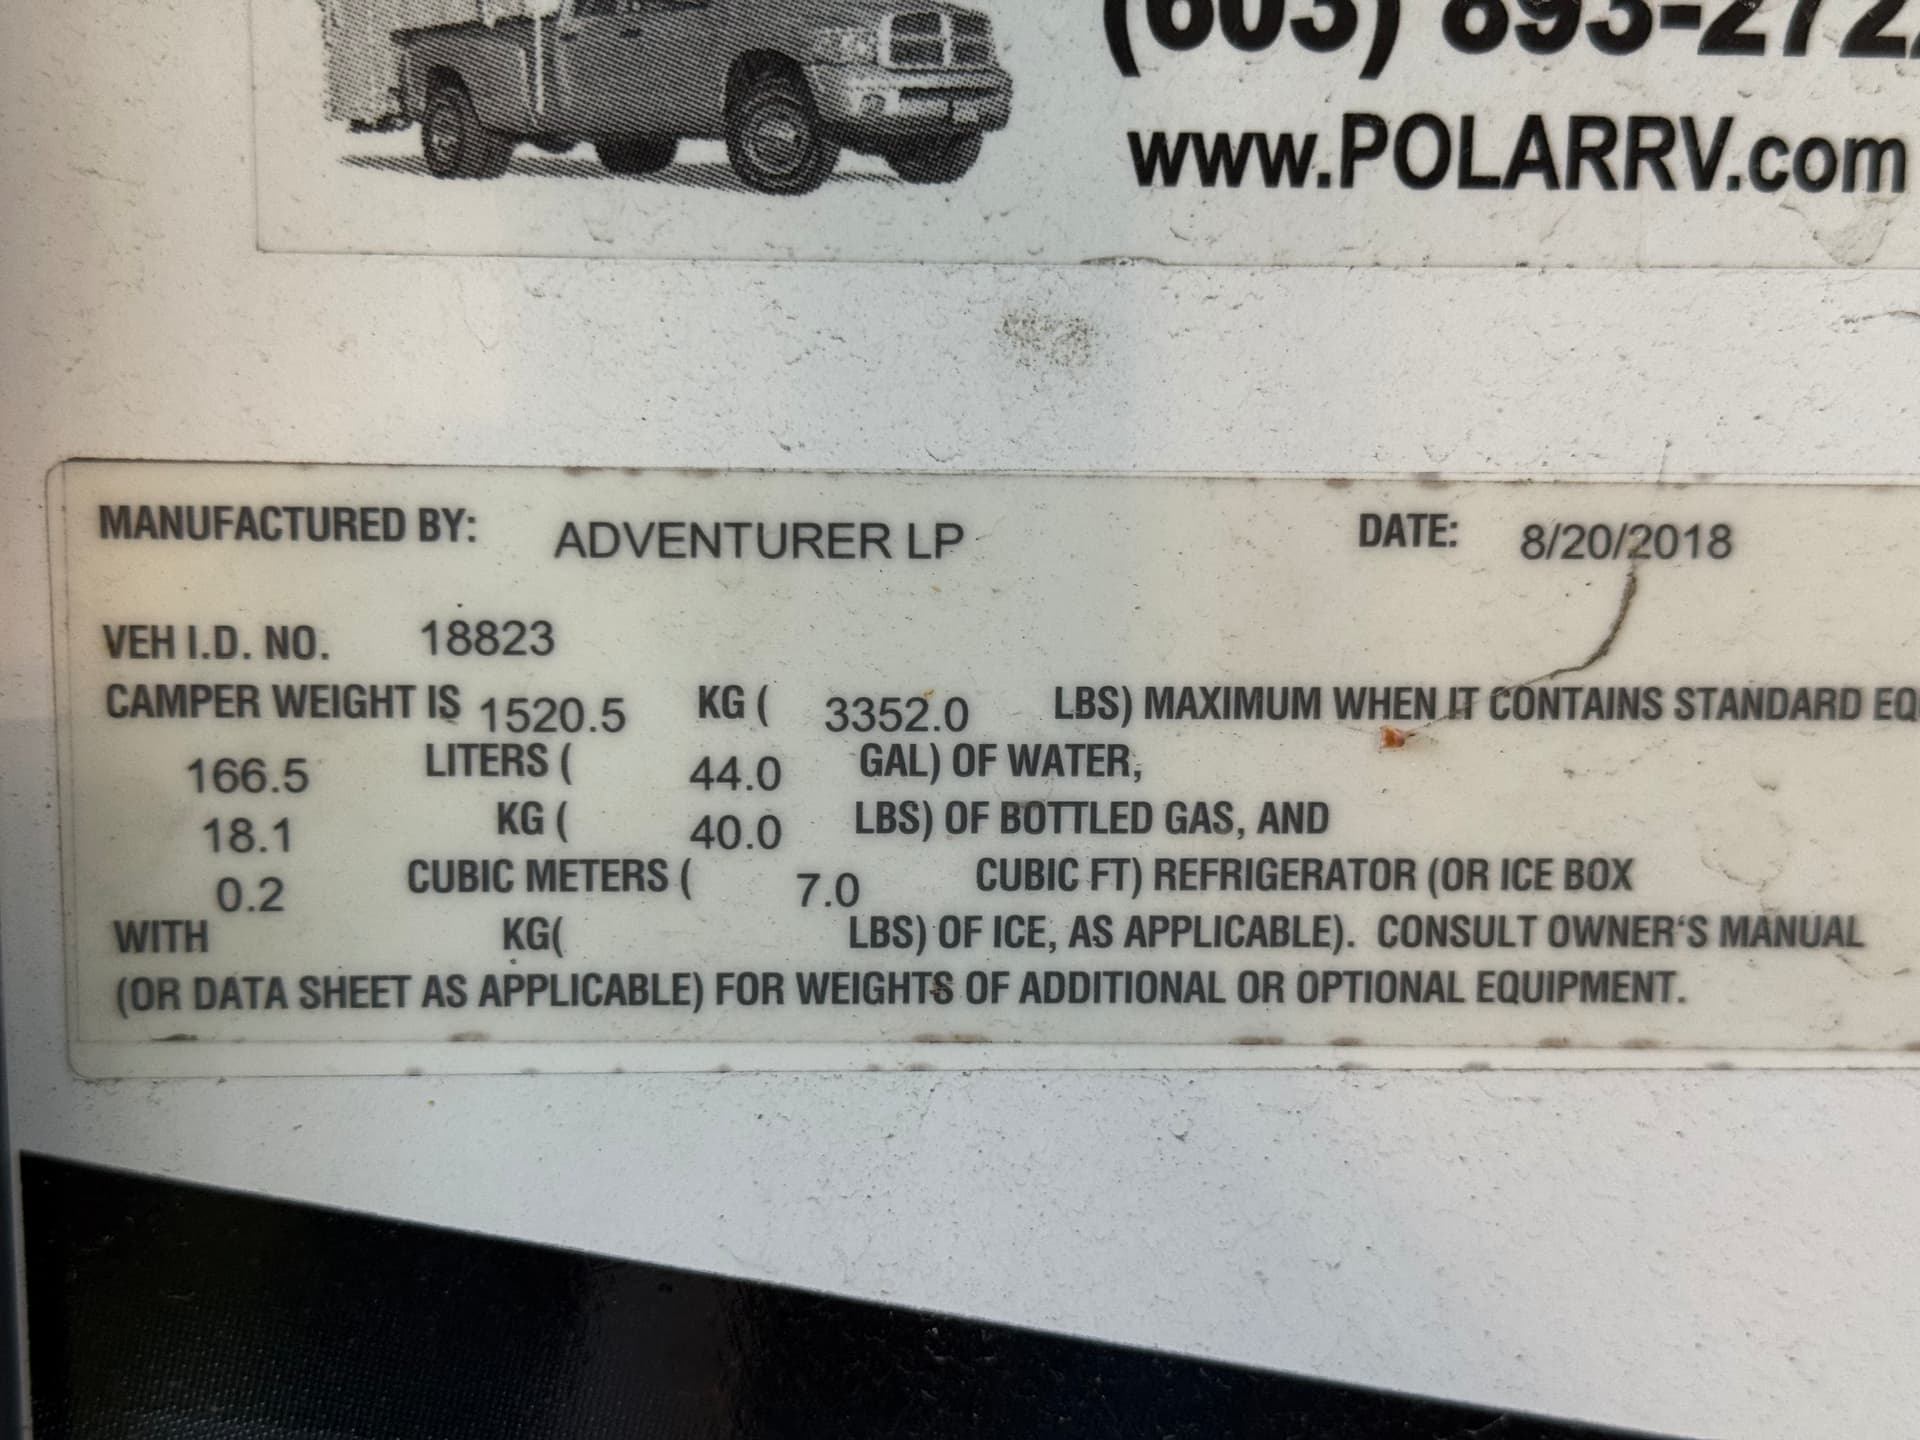 (603) 893-272
www.POLARRV.com
MANUFACTURED BY: ADVENTURER LP DATE: 8/20/2018
VEH I.D. NO. 18823
CAMPER WEIGHT IS 1520.5 KG ( 3352.0 LBS) MAXIMUM WHEN IT CONTAINS STANDARD EQ
166.5 LITERS ( 44.0 GAL) OF WATER,
18.1 KG ( 40.0 LBS) OF BOTTLED GAS, AND
0.2 CUBIC METERS ( 7.0 CUBIC FT) REFRIGERATOR (OR ICE BOX
WITH KG( LBS) OF ICE, AS APPLICABLE). CONSULT OWNER'S MANUAL
(OR DATA SHEET AS APPLICABLE) FOR WEIGHTS OF ADDITIONAL OR OPTIONAL EQUIPMENT.